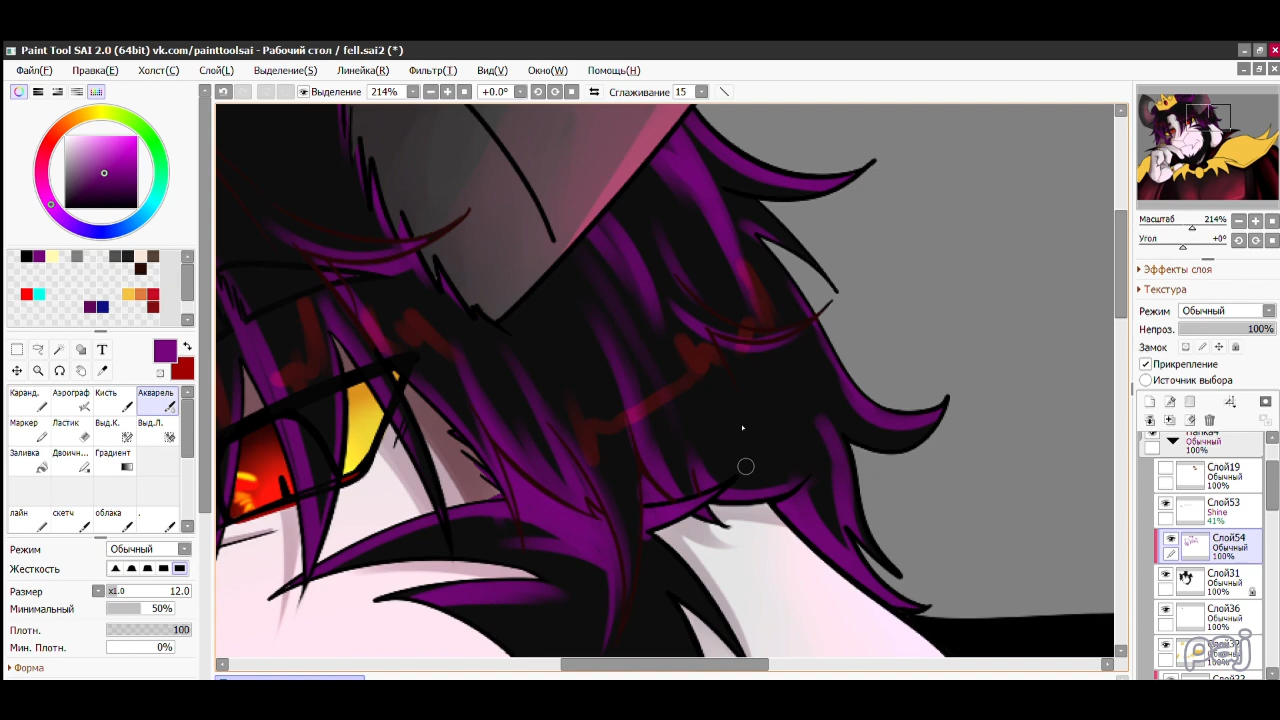 Paint Tool SAI 2.0 (64bit) vk.com/painttoolsai - Рабочий стол / fell.sai2 (*)
Файл(F) Правка(E) Холст(C) Слой(L) Выделение(S) Линейка(R) Фильтр(T) Вид(V) Окно(W) Помощь(H)
Выделение 214% +0.0° Сглаживание 15
Масштаб 214%
Угол +0°
Эффекты слоя
Текстура
Режим Обычный
Непроз. 100%
Замок
Прикрепление
Источник выбора
T
Каранд. Аэрограф Кисть Акварель
Маркер Ластик Выд.К. Выд.Л.
Заливка Двоичн... Градиент
лайн скетч облака .
Режим Обычный
Жесткость
Размер x1.0 12.0
Минимальный 50%
Плотн. 100
Мин. Плотн. 0%
Форма
Обычный
100%
Слой19
Обычный
100%
Слой53
Shine
41%
Слой54
Обычный
100%
Слой31
Обычный
100%
Слой36
Обычный
100%
Обычный
100%